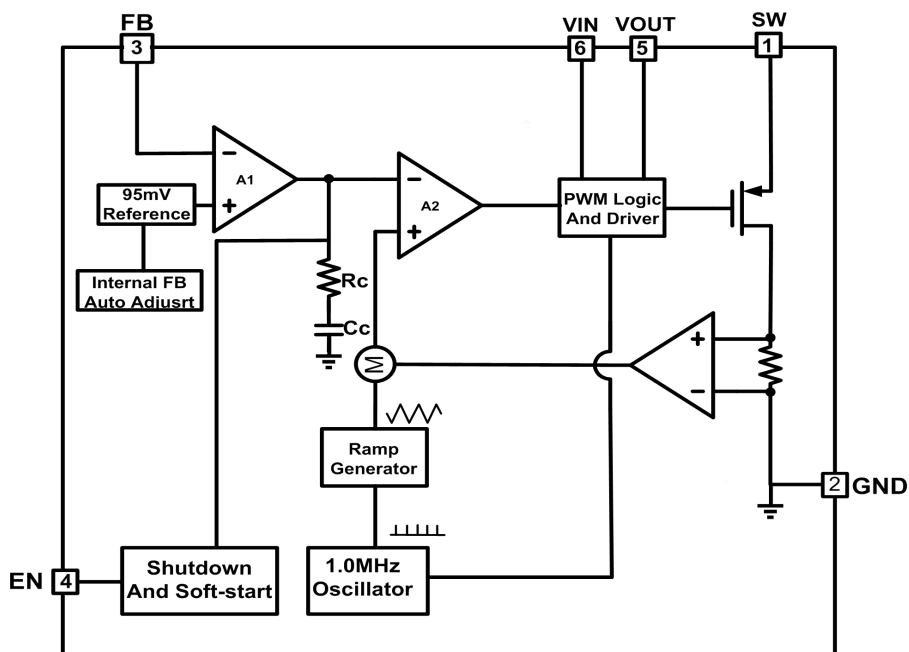 FB
VIN
VOUT
SW
3
6
5
1
−
A1
+
95mV
Reference
Internal FB
Auto Adjusrt
−
A2
+
PWM Logic
And Driver
Rc
Cc
M
+
−
Ramp
Generator
2
GND
EN
4
Shutdown
And Soft-start
1.0MHz
Oscillator